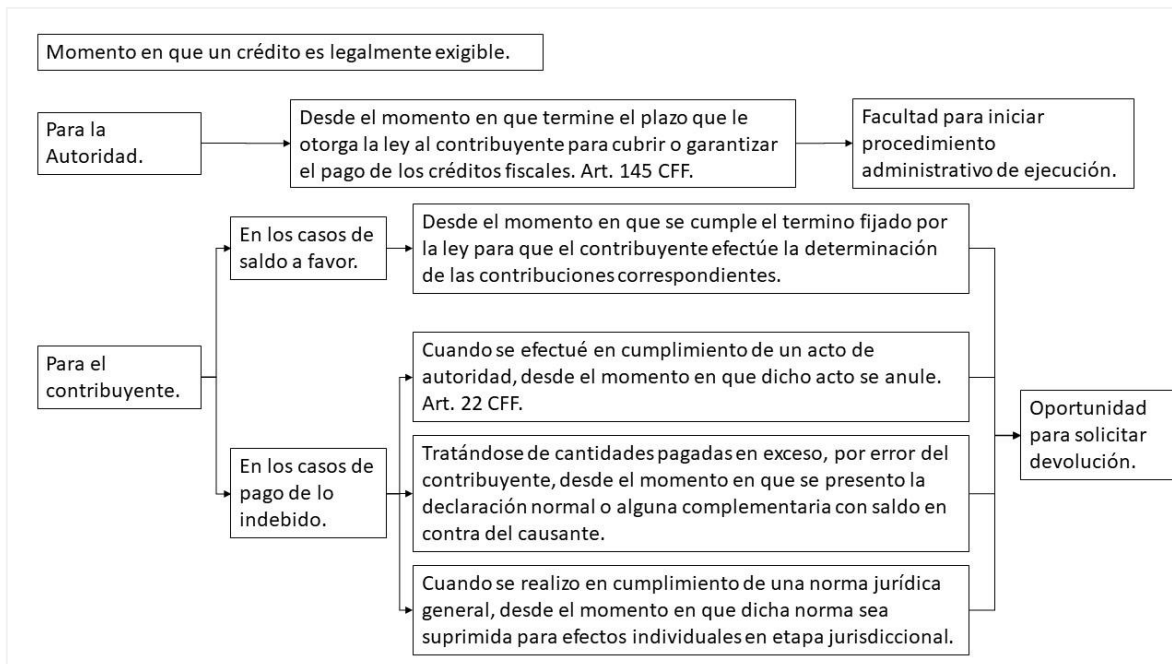 Momento en que un crédito es legalmente exigible.
Para la
Autoridad.
Desde el momento en que termine el plazo que le
otorga la ley al contribuyente para cubrir o garantizar
el pago de los créditos fiscales. Art. 145 CFF.
Facultad para iniciar
procedimiento
administrativo de ejecución.
Para el
contribuyente.
En los casos de
saldo a favor.
Desde el momento en que se cumple el termino fijado por
la ley para que el contribuyente efectúe la determinación
de las contribuciones correspondientes.
En los casos de
pago de lo
indebido.
Cuando se efectué en cumplimiento de un acto de
autoridad, desde el momento en que dicho acto se anule.
Art. 22 CFF.
Tratándose de cantidades pagadas en exceso, por error del
contribuyente, desde el momento en que se presento la
declaración normal o alguna complementaria con saldo en
contra del causante.
Cuando se realizo en cumplimiento de una norma jurídica
general, desde el momento en que dicha norma sea
suprimida para efectos individuales en etapa jurisdiccional.
Oportunidad
para solicitar
devolución.